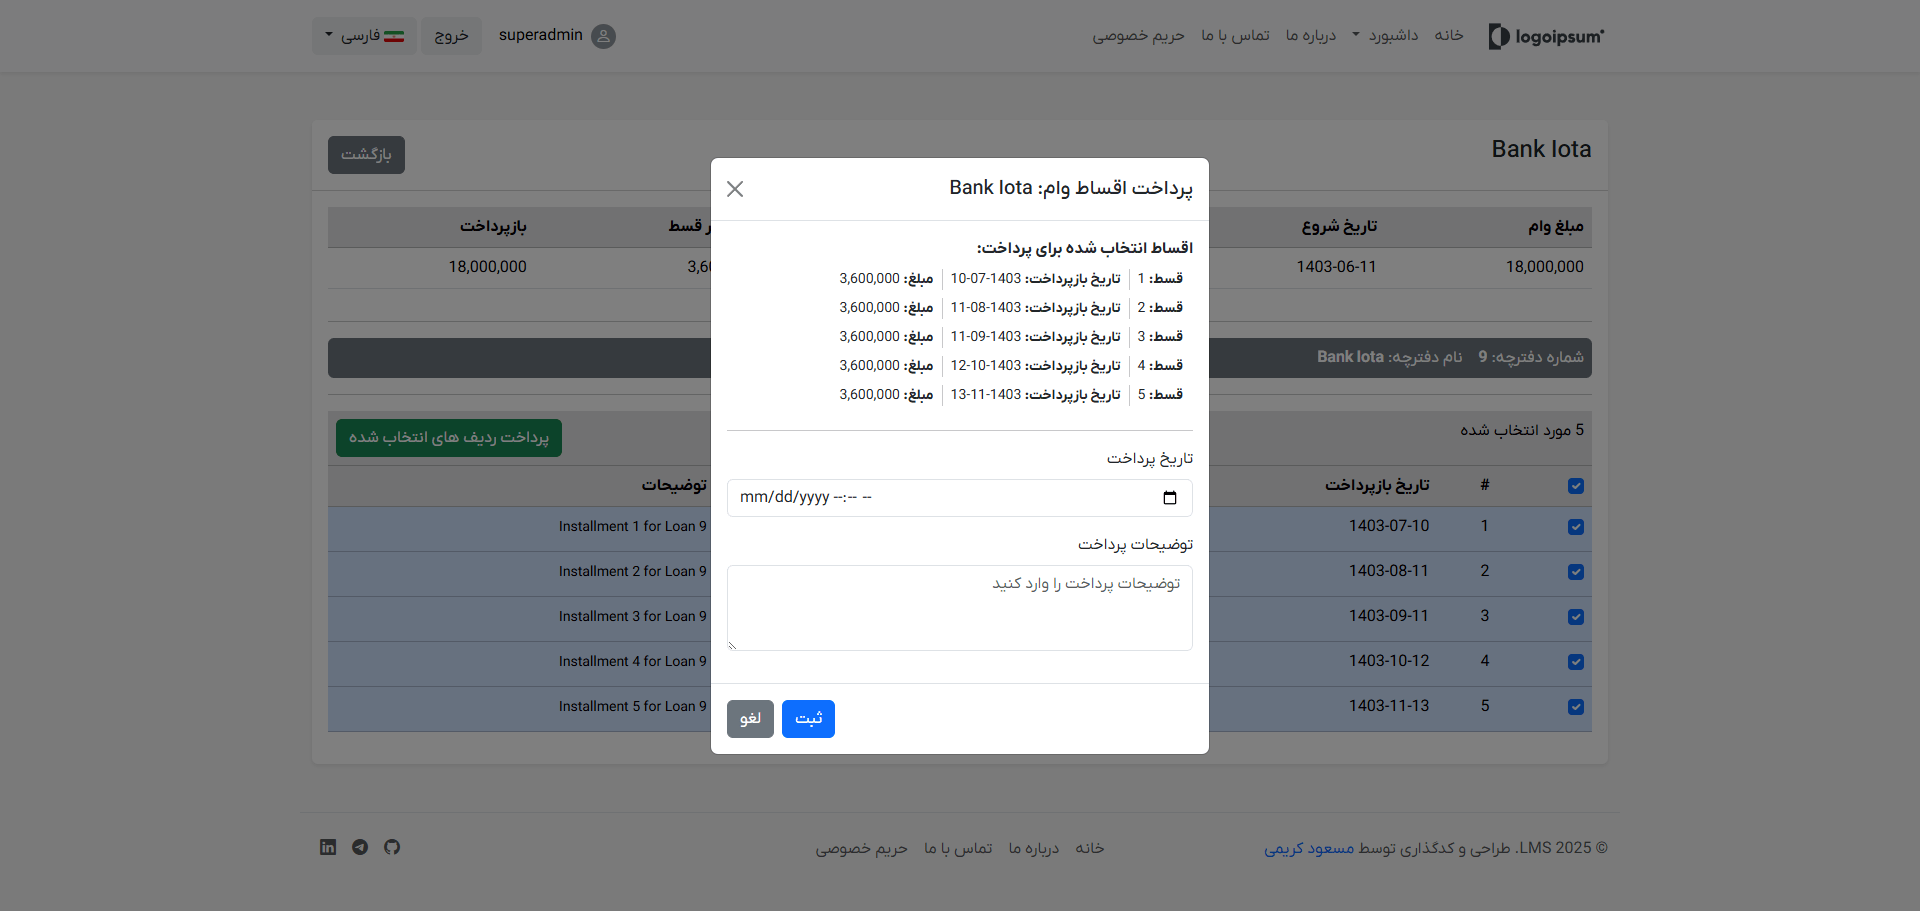 logoipsum
خانه
داشبورد
درباره ما
تماس با ما
حریم خصوصی
superadmin
خروج
فارسی
Bank Iota
بازگشت
مبلغ وام
تاریخ شروع
ر قسط
بازپرداخت
18,000,000
1403-06-11
3,60
18,000,000
شماره دفترچه: 9 نام دفترچه: Bank Iota
5 مورد انتخاب شده
پرداخت ردیف های انتخاب شده
# تاریخ بازپرداخت توضیحات
1 1403-07-10 Installment 1 for Loan 9
2 1403-08-11 Installment 2 for Loan 9
3 1403-09-11 Installment 3 for Loan 9
4 1403-10-12 Installment 4 for Loan 9
5 1403-11-13 Installment 5 for Loan 9
پرداخت اقساط وام: Bank Iota
اقساط انتخاب شده برای پرداخت:
قسط: 1 تاریخ بازپرداخت: 1403-07-10 مبلغ: 3,600,000
قسط: 2 تاریخ بازپرداخت: 1403-08-11 مبلغ: 3,600,000
قسط: 3 تاریخ بازپرداخت: 1403-09-11 مبلغ: 3,600,000
قسط: 4 تاریخ بازپرداخت: 1403-10-12 مبلغ: 3,600,000
قسط: 5 تاریخ بازپرداخت: 1403-11-13 مبلغ: 3,600,000
تاریخ پرداخت
mm/dd/yyyy --:-- --
توضیحات پرداخت
توضیحات پرداخت را وارد کنید
ثبت
لغو
© 2025 LMS. طراحی و کدگذاری توسط مسعود کریمی
خانه
درباره ما
تماس با ما
حریم خصوصی